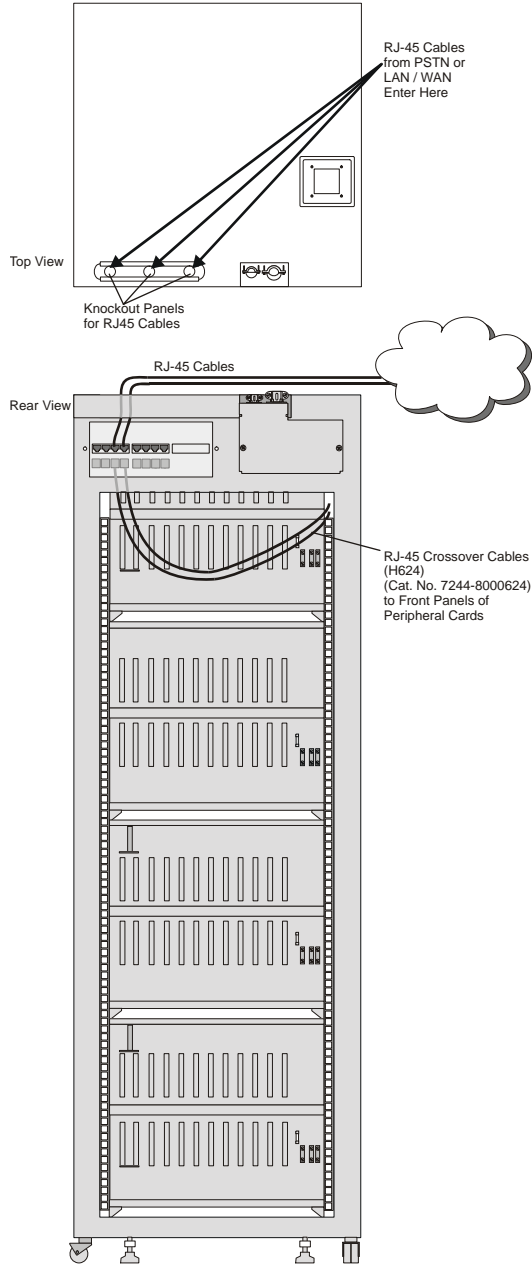 RJ-45 Cables
from PSTN or
LAN / WAN
Enter Here
Top View
Knockout Panels
for RJ45 Cables
RJ-45 Cables
Rear View
RJ-45 Crossover Cables
(H624)
(Cat. No. 7244-8000624)
to Front Panels of
Peripheral Cards